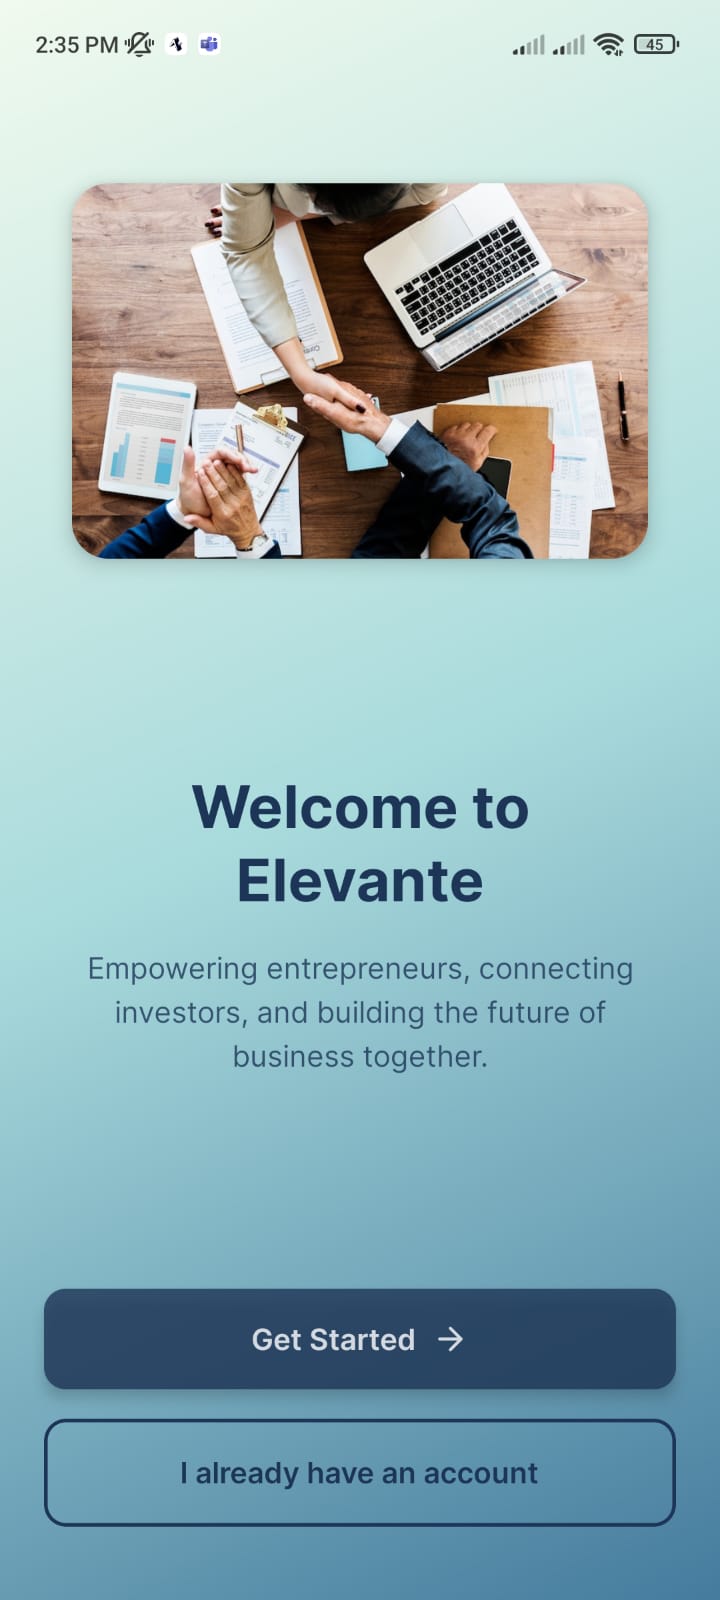 2:35 PM
45
Welcome to
Elevante
Empowering entrepreneurs, connecting
investors, and building the future of
business together.
Get Started
I already have an account